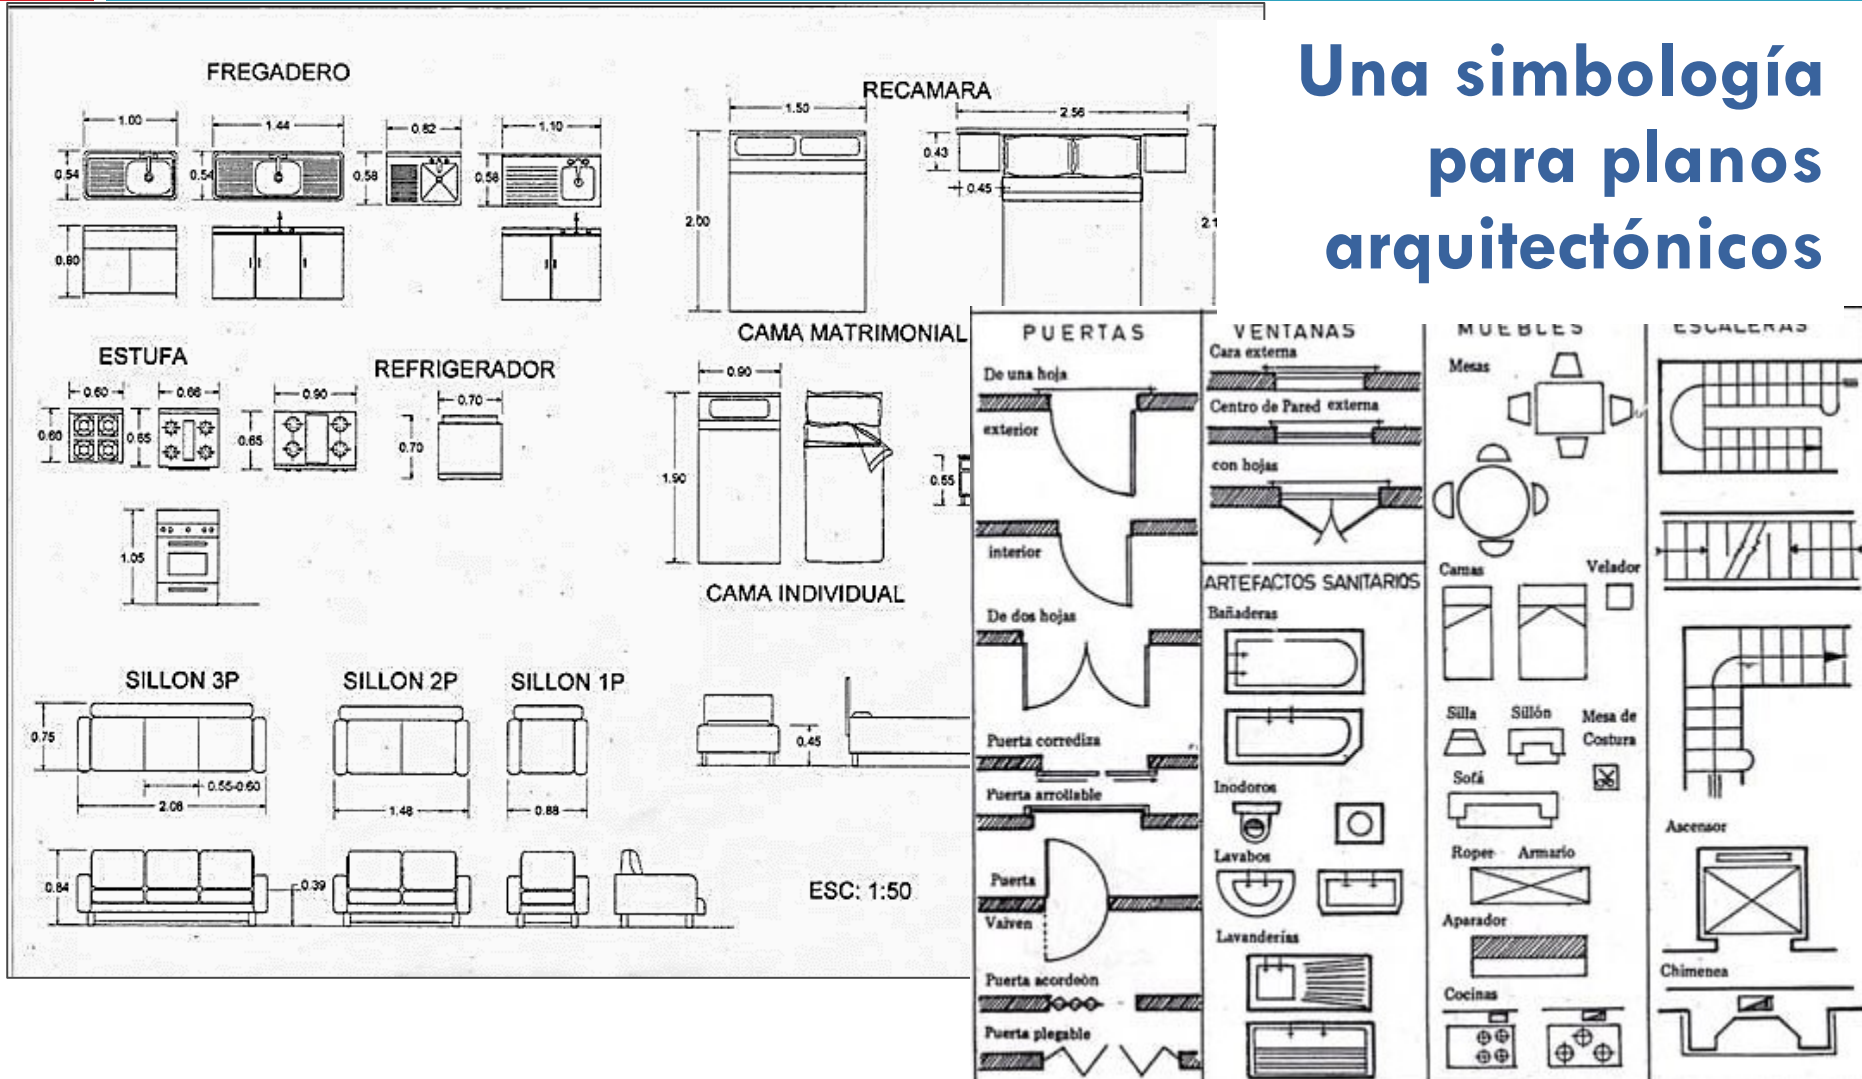 Una simbología
para planos
arquitectónicos
FREGADERO
1.00
1.44
0.82
1.10
0.54
0.54
0.58
0.58
0.80
RECAMARA
1.50
2.56
0.43
0.45
2.00
2.1
CAMA MATRIMONIAL
ESTUFA
0.60
0.66
0.90
0.60
0.65
0.65
1.05
REFRIGERADOR
0.70
0.70
0.90
1.90
0.55
CAMA INDIVIDUAL
SILLON 3P
SILLON 2P
SILLON 1P
0.75
0.55-0.60
2.08
1.48
0.88
0.45
0.84
0.39
ESC: 1:50
PUERTAS
De una hoja
exterior
interior
De dos hojas
Puerta corrediza
Puerta arrollable
Puerta
Vaiven
Puerta acordeòn
Puerta plegable
VENTANAS
Cara externa
Centro de Pared externa
con hojas
ARTEFACTOS SANITARIOS
Bañaderas
Inodoros
Lavabos
Lavanderías
MUEBLES
Mesas
Camas
Velador
Silla
Sillón
Mesa de
Costura
Sofá
Roper
Armario
Aparador
Cocinas
ESCALERAS
Ascensor
Chimenea